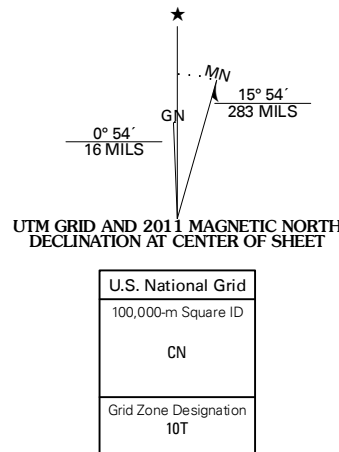 ★
MN
GN
15° 54´
283 MILS
0° 54´
16 MILS
UTM GRID AND 2011 MAGNETIC NORTH
DECLINATION AT CENTER OF SHEET
U.S. National Grid
100,000-m Square ID
CN
Grid Zone Designation
10T